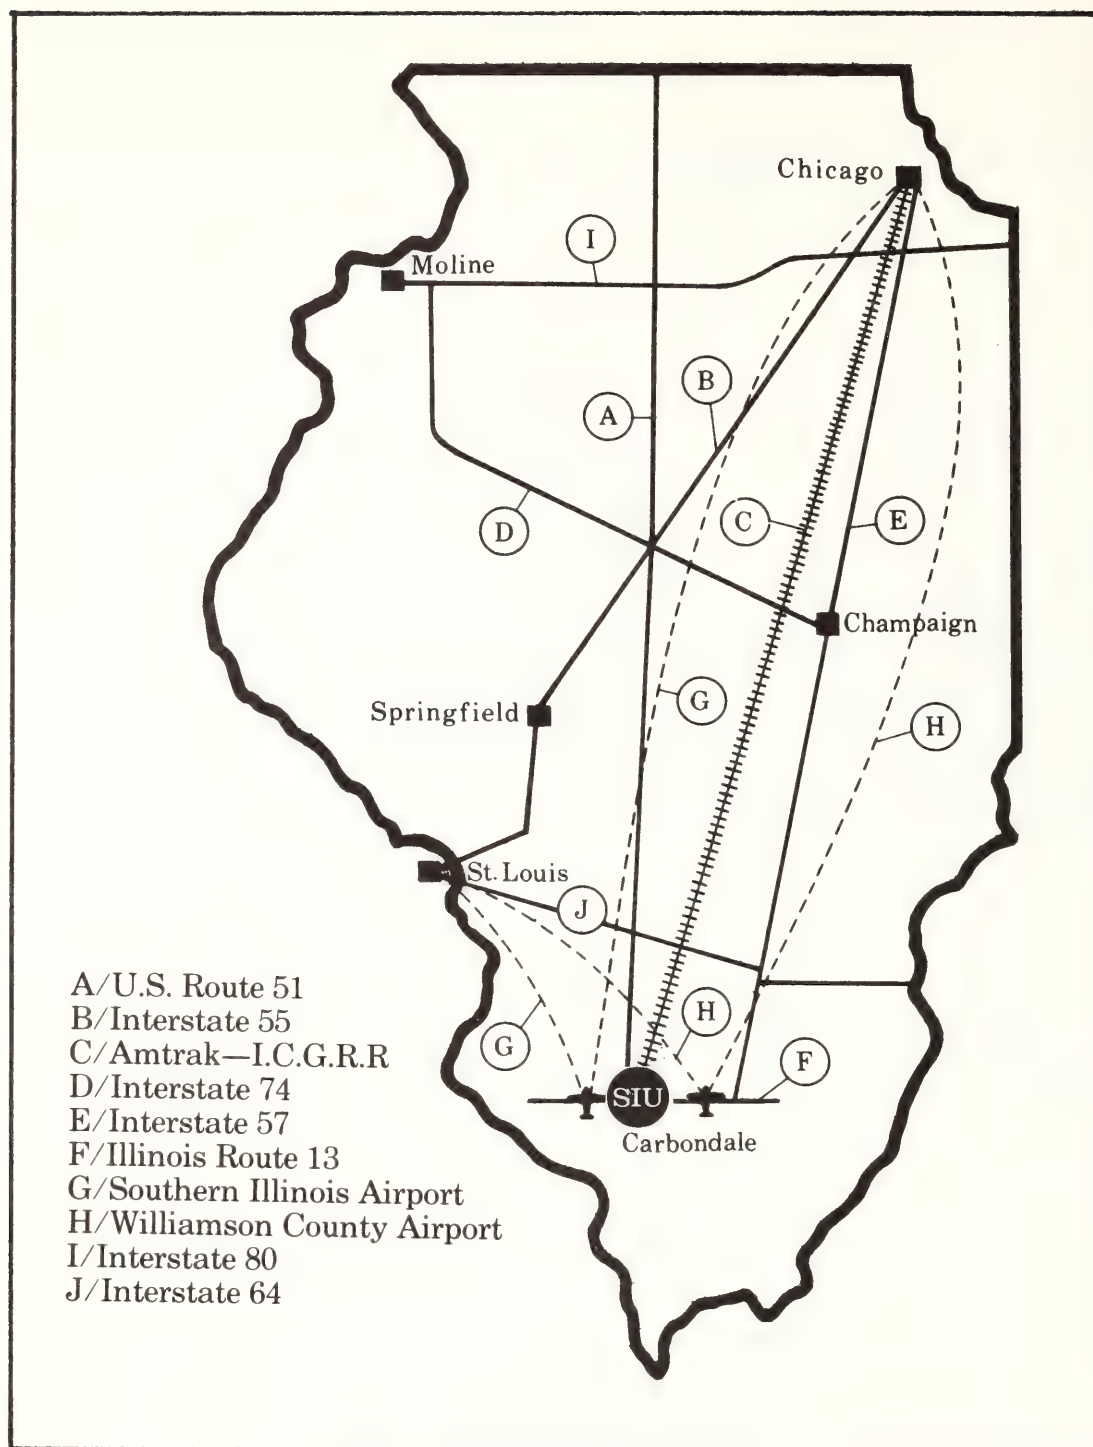 Chicago
I
Moline
B
A
C
E
D
Champaign
G
Springfield
H
St. Louis
J
A/U.S. Route 51
B/Interstate 55
C/Amtrak—I.C.G.R.R
D/Interstate 74
E/Interstate 57
F/Illinois Route 13
G/Southern Illinois Airport
H/Williamson County Airport
I/Interstate 80
J/Interstate 64
H
G
F
SIU
Carbondale